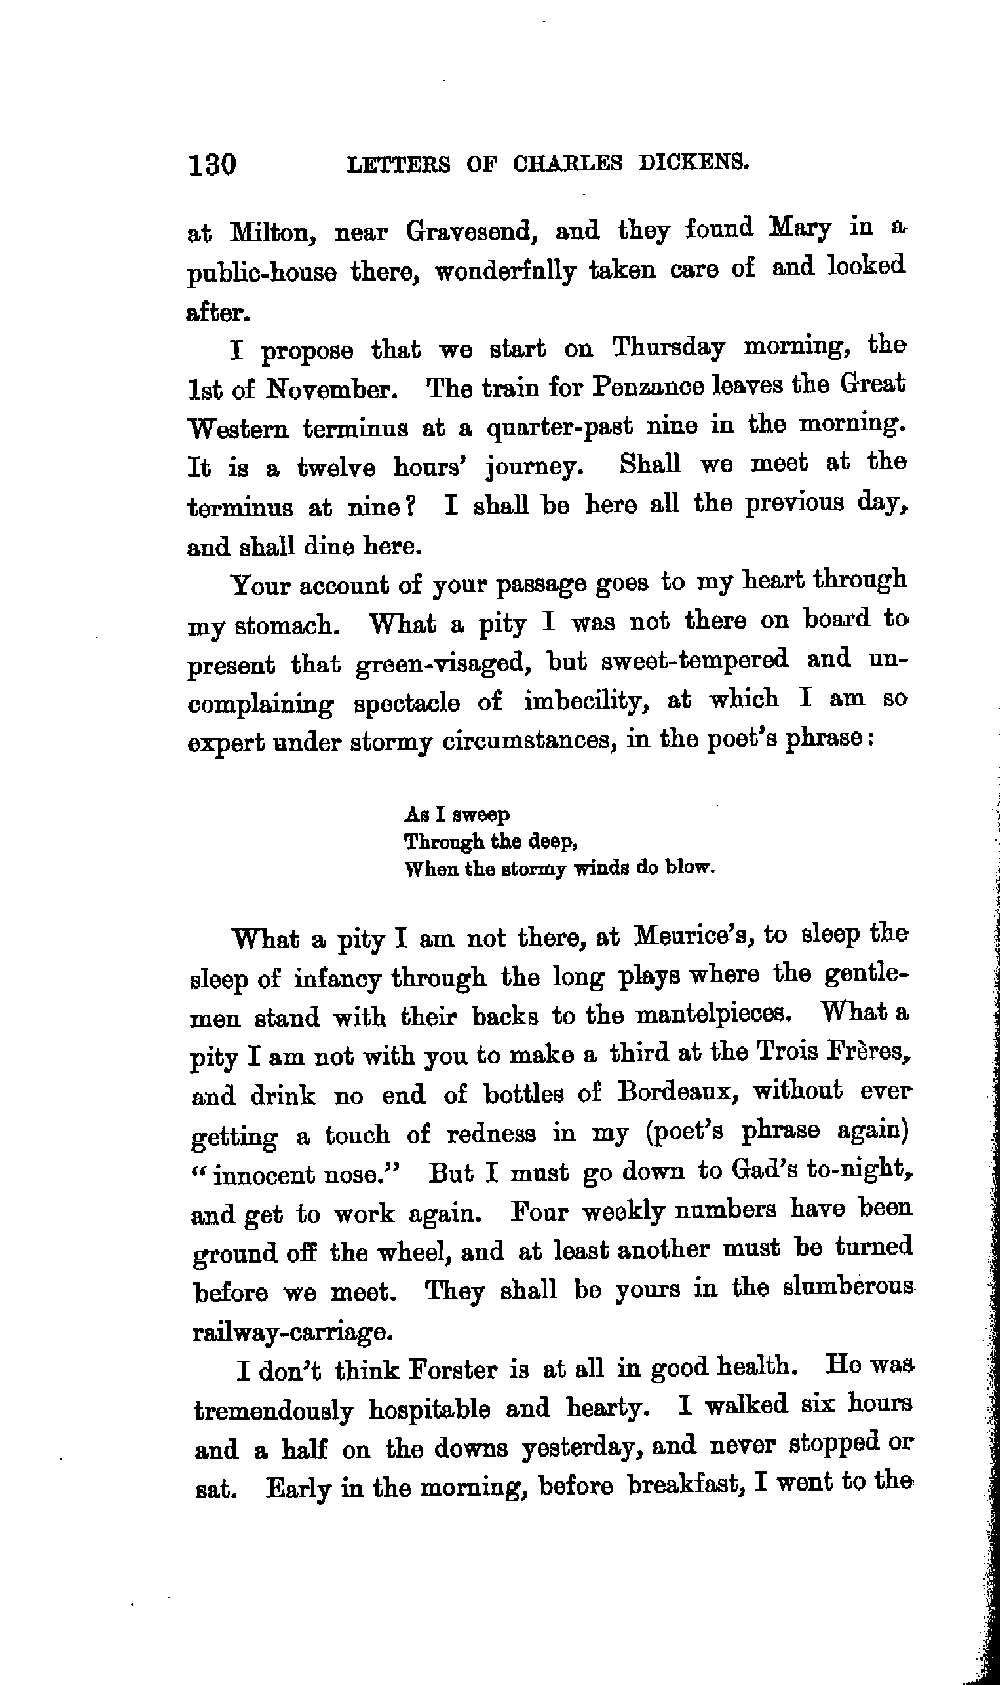 130 LETTERS OF CHARLES DICKENS.
at Milton, near Gravesend, and they found Mary in a
public-house there, wonderfully taken care of and looked
after.
I propose that we start on Thursday morning, the
1st of November. The train for Penzance leaves the Great
Western terminus at a quarter-past nine in the morning.
It is a twelve hours' journey. Shall we meet at the
terminus at nine? I shall be here all the previous day,
and shall dine here.
Your account of your passage goes to my heart through
my stomach. What a pity I was not there on board to
present that green-visaged, but sweet-tempered and un-
complaining spectacle of imbecility, at which I am so
expert under stormy circumstances, in the poet's phrase:
As I sweep
Through the deep,
When the stormy winds do blow.
What a pity I am not there, at Meurice's, to sleep the
sleep of infancy through the long plays where the gentle-
men stand with their backs to the mantelpieces. What a
pity I am not with you to make a third at the Trois Frères,
and drink no end of bottles of Bordeaux, without ever
getting a touch of redness in my (poet's phrase again)
"innocent nose." But I must go down to Gad's to-night,
and get to work again. Four weekly numbers have been
ground off the wheel, and at least another must be turned
before we meet. They shall be yours in the slumberous
railway-carriage.
I don't think Forster is at all in good health. He was
tremendously hospitable and hearty. I walked six hours
and a half on the downs yesterday, and never stopped or
sat. Early in the morning, before breakfast, I went to the